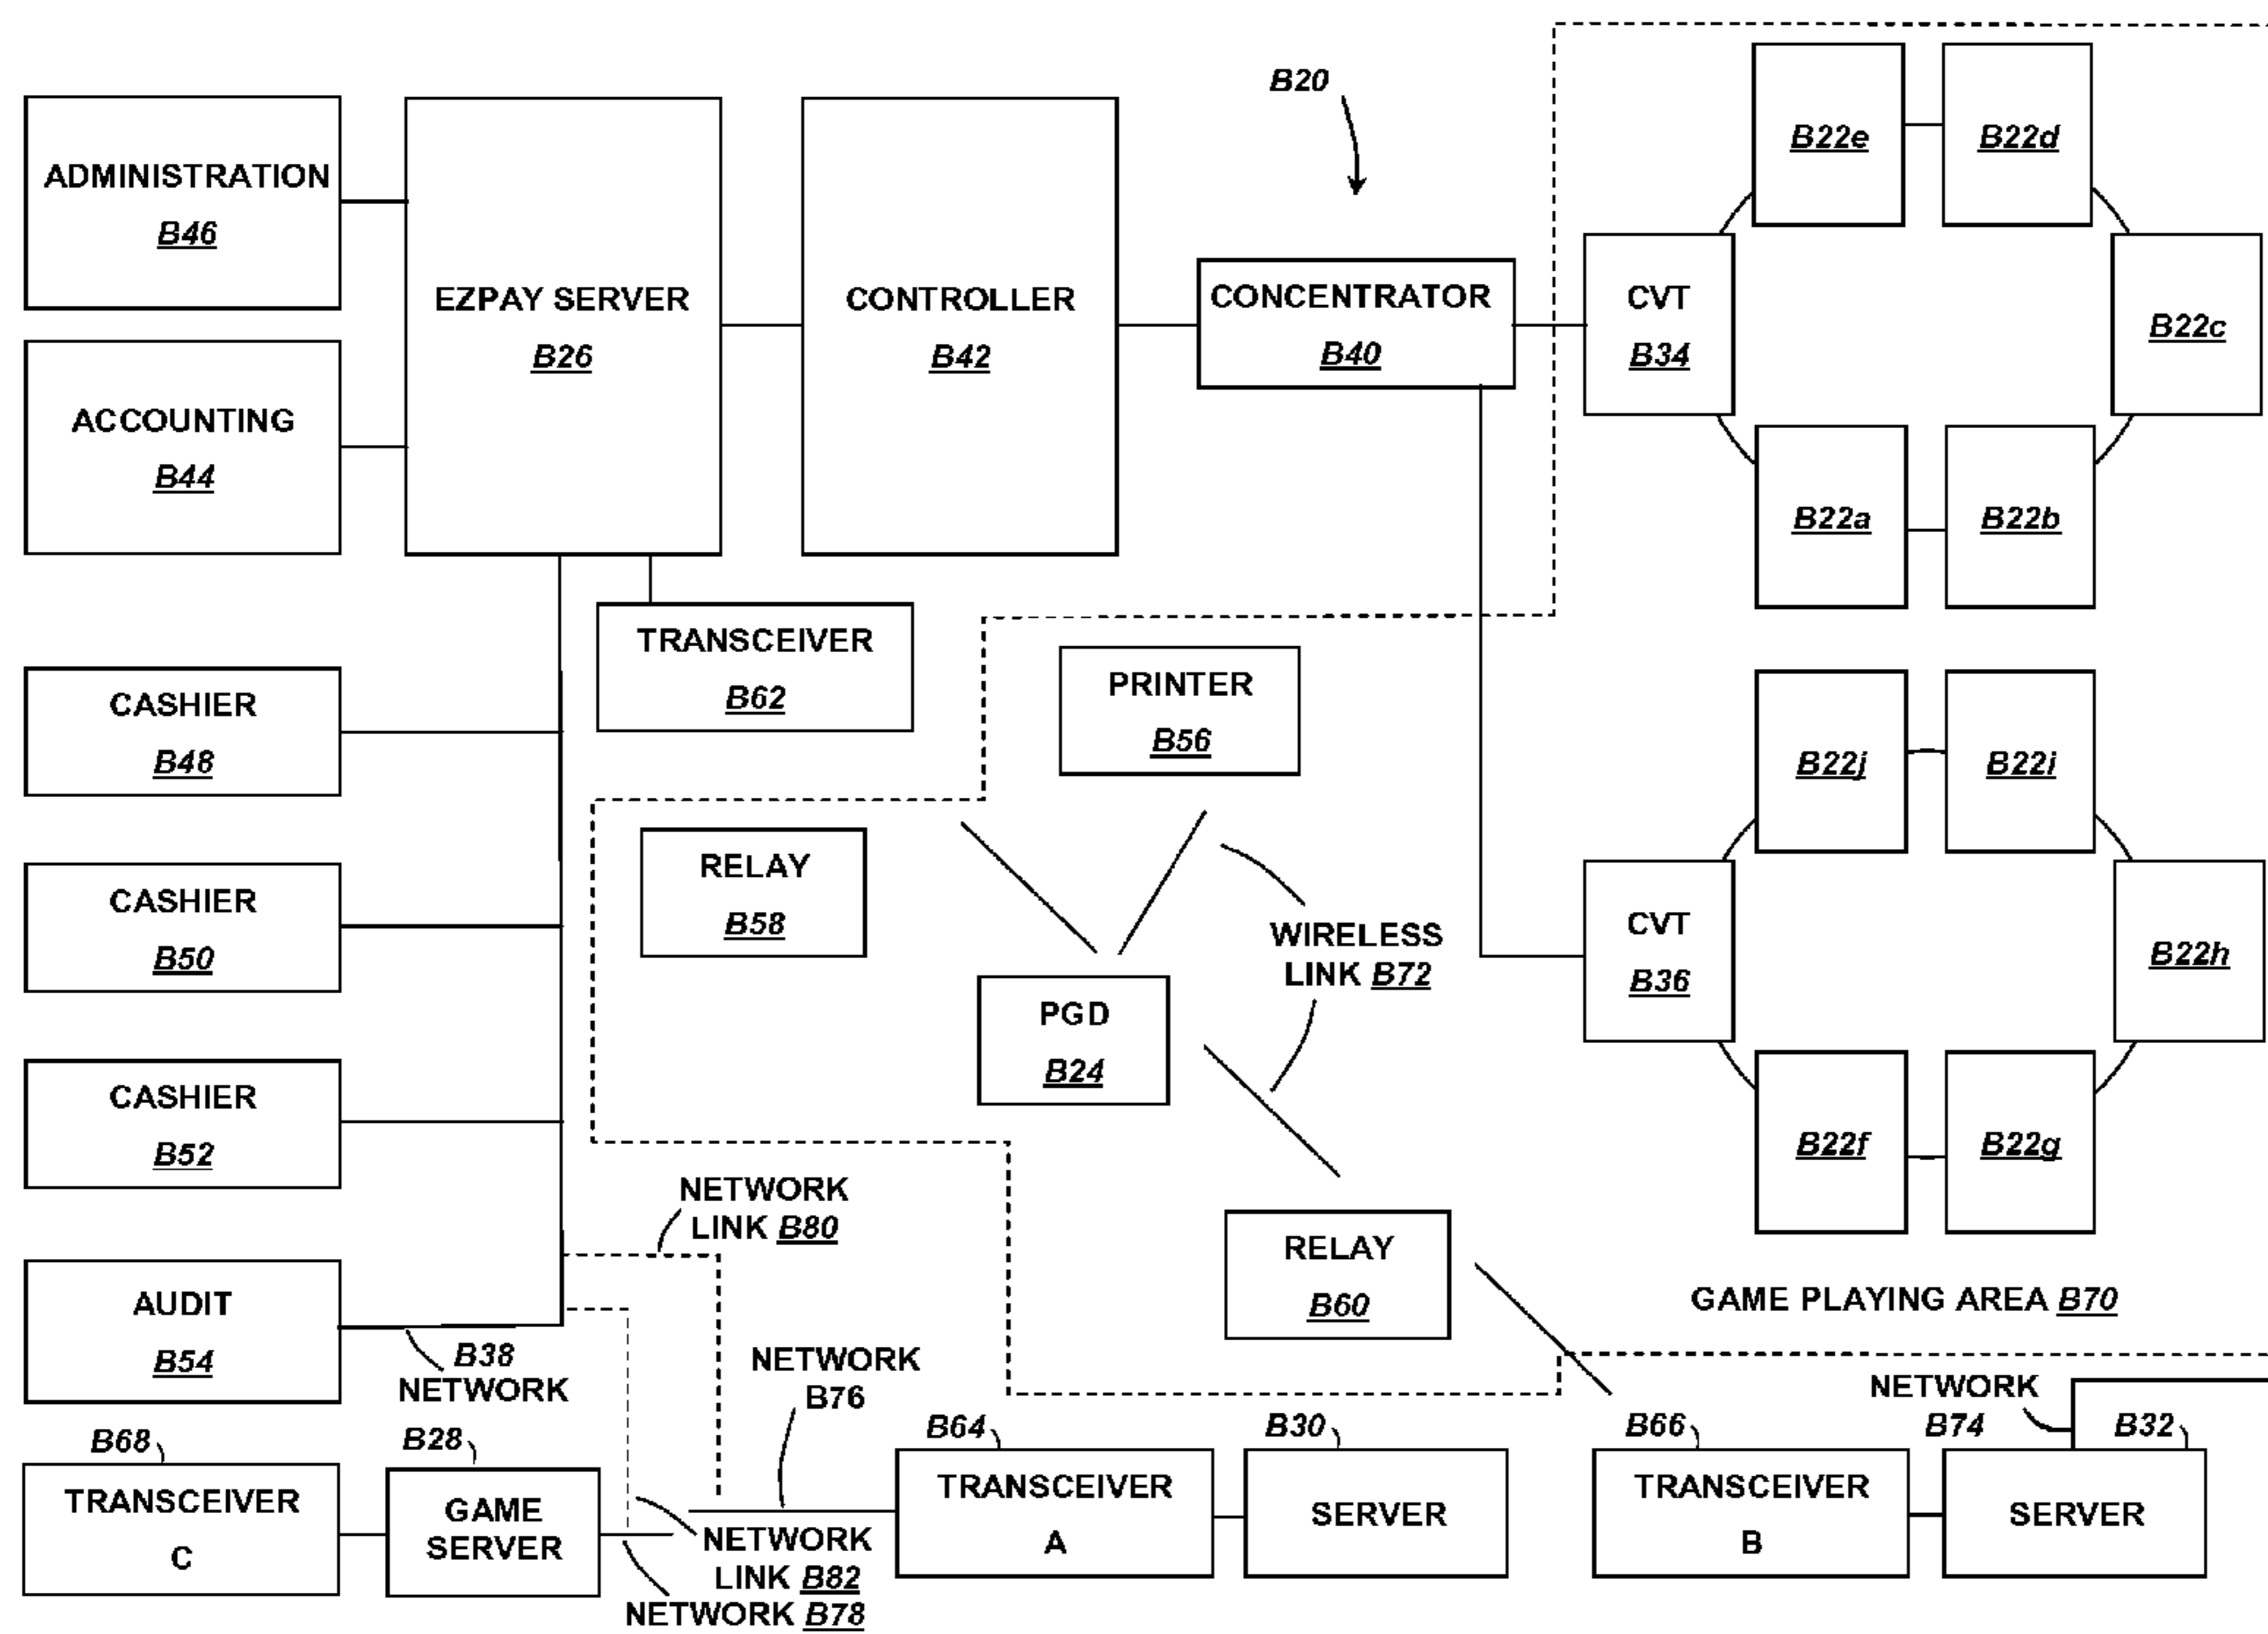 B20
ADMINISTRATION
B46
EZPAY SERVER
B26
CONTROLLER
B42
CONCENTRATOR
B40
CVT
B34
B22e
B22d
B22c
B22a
B22b
ACCOUNTING
B44
TRANSCEIVER
B62
CASHIER
B48
PRINTER
B56
RELAY
B58
CASHIER
B50
WIRELESS
LINK B72
PGD
B24
CVT
B36
B22j
B22i
B22h
B22f
B22g
CASHIER
B52
NETWORK
LINK B80
RELAY
B60
GAME PLAYING AREA B70
AUDIT
B54
B38
NETWORK
NETWORK
B76
NETWORK
B74
B68
TRANSCEIVER
C
B28
GAME
SERVER
NETWORK
LINK B82
NETWORK B78
B64
TRANSCEIVER
A
B30
SERVER
B66
TRANSCEIVER
B
B32
SERVER